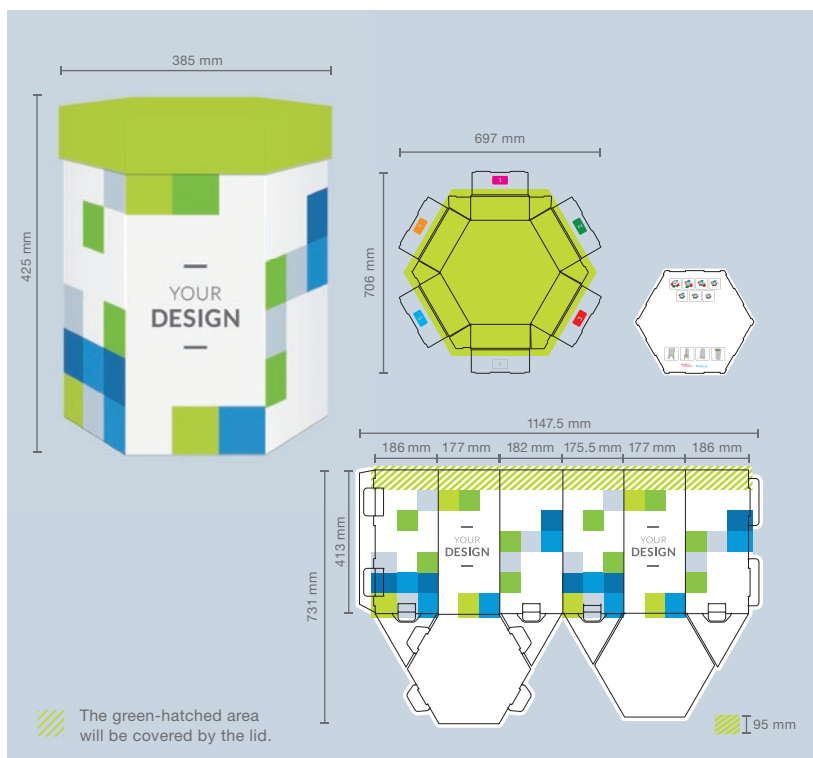 385 mm
425 mm
YOUR
DESIGN
697 mm
706 mm
1
1147.5 mm
186 mm 177 mm 182 mm 175.5 mm 177 mm 186 mm
413 mm
731 mm
YOUR
DESIGN
YOUR
DESIGN
The green-hatched area
will be covered by the lid.
95 mm